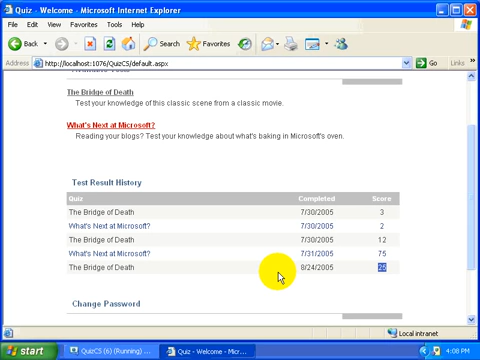 Quiz - Welcome - Microsoft Internet Explorer
File Edit View Favorites Tools Help
Back Search Favorites
http://localhost:1076/QuizCS/default.aspx Go Links
The Bridge of Death
Test your knowledge of this classic scene from a classic movie.
What's Next at Microsoft?
Reading your blogs? Test your knowledge about what's baking in Microsoft's oven.
Test Result History
Quiz Completed Score
The Bridge of Death 7/30/2005 3
What's Next at Microsoft? 7/30/2005 2
The Bridge of Death 7/30/2005 12
What's Next at Microsoft? 7/31/2005 75
The Bridge of Death 8/24/2005 25
Change Password
Local intranet
start QuizCS (6) (Running) ... Quiz - Welcome - Micr... 4:08 PM